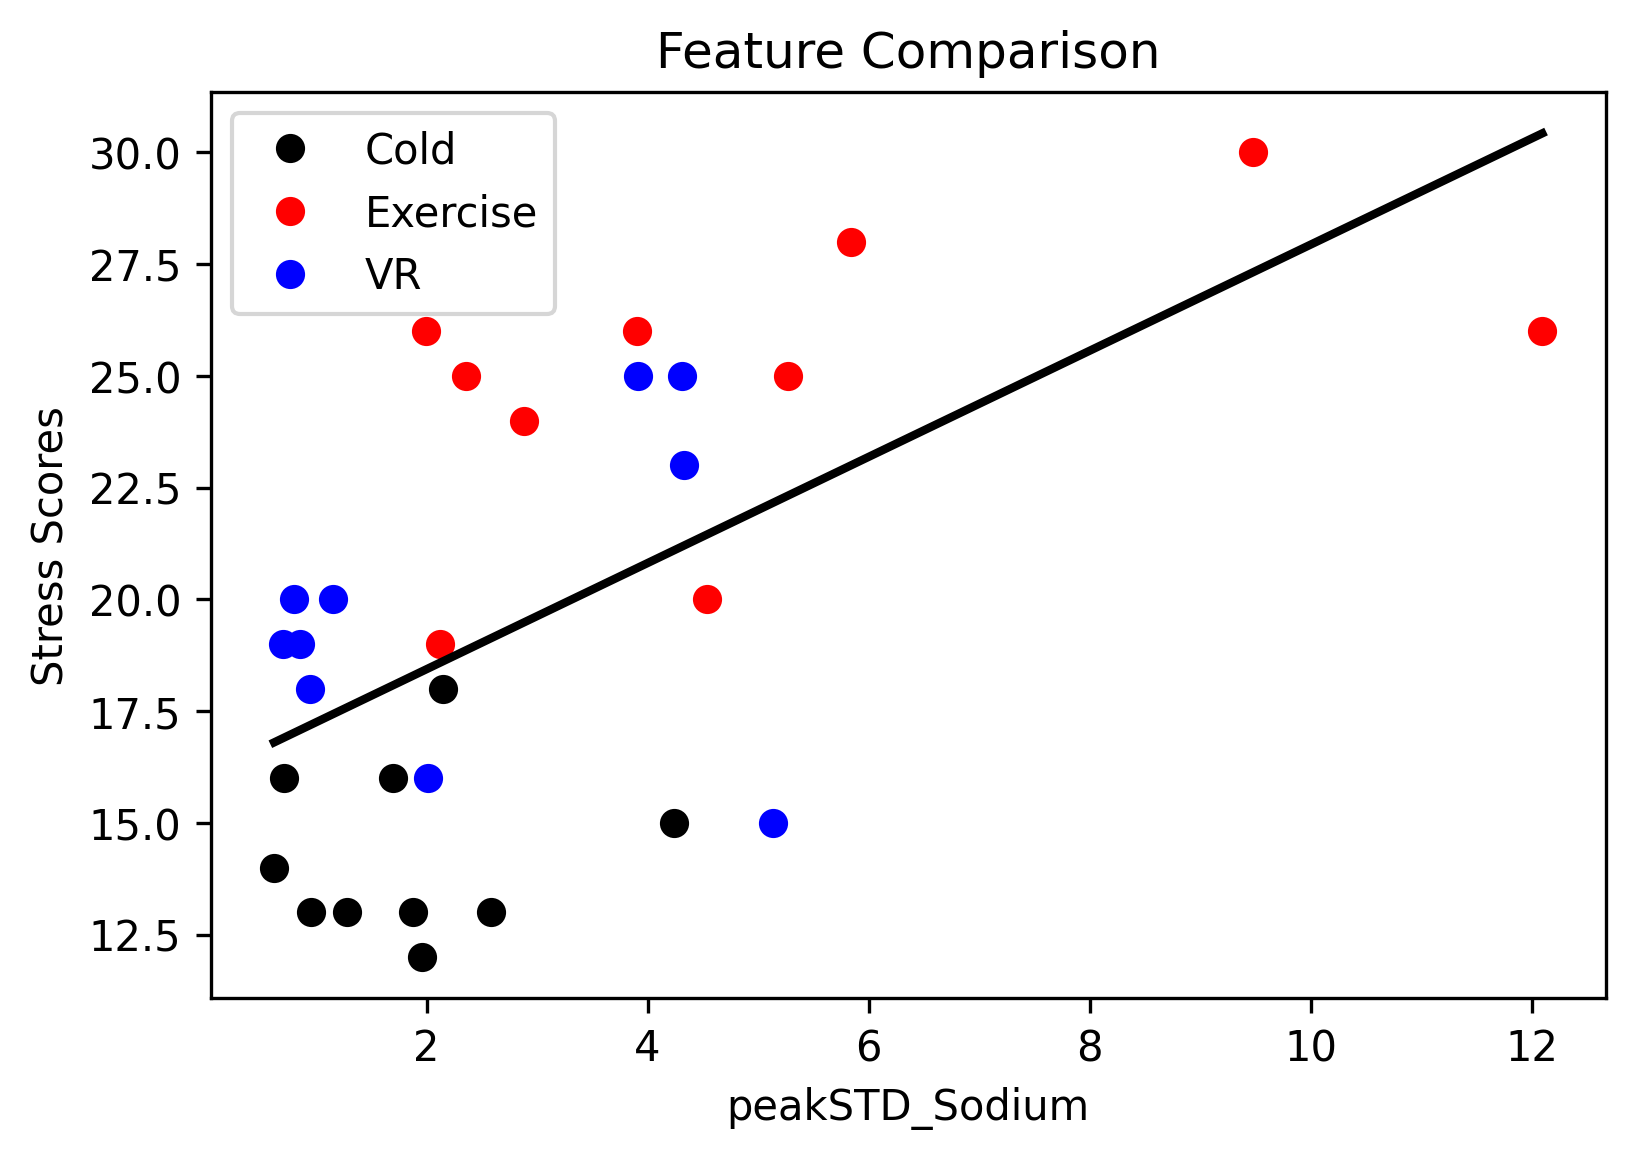 Feature Comparison
Cold
Exercise
VR
30.0
27.5
25.0
22.5
20.0
17.5
15.0
12.5
Stress Scores
2 4 6 8 10 12
peakSTD_Sodium